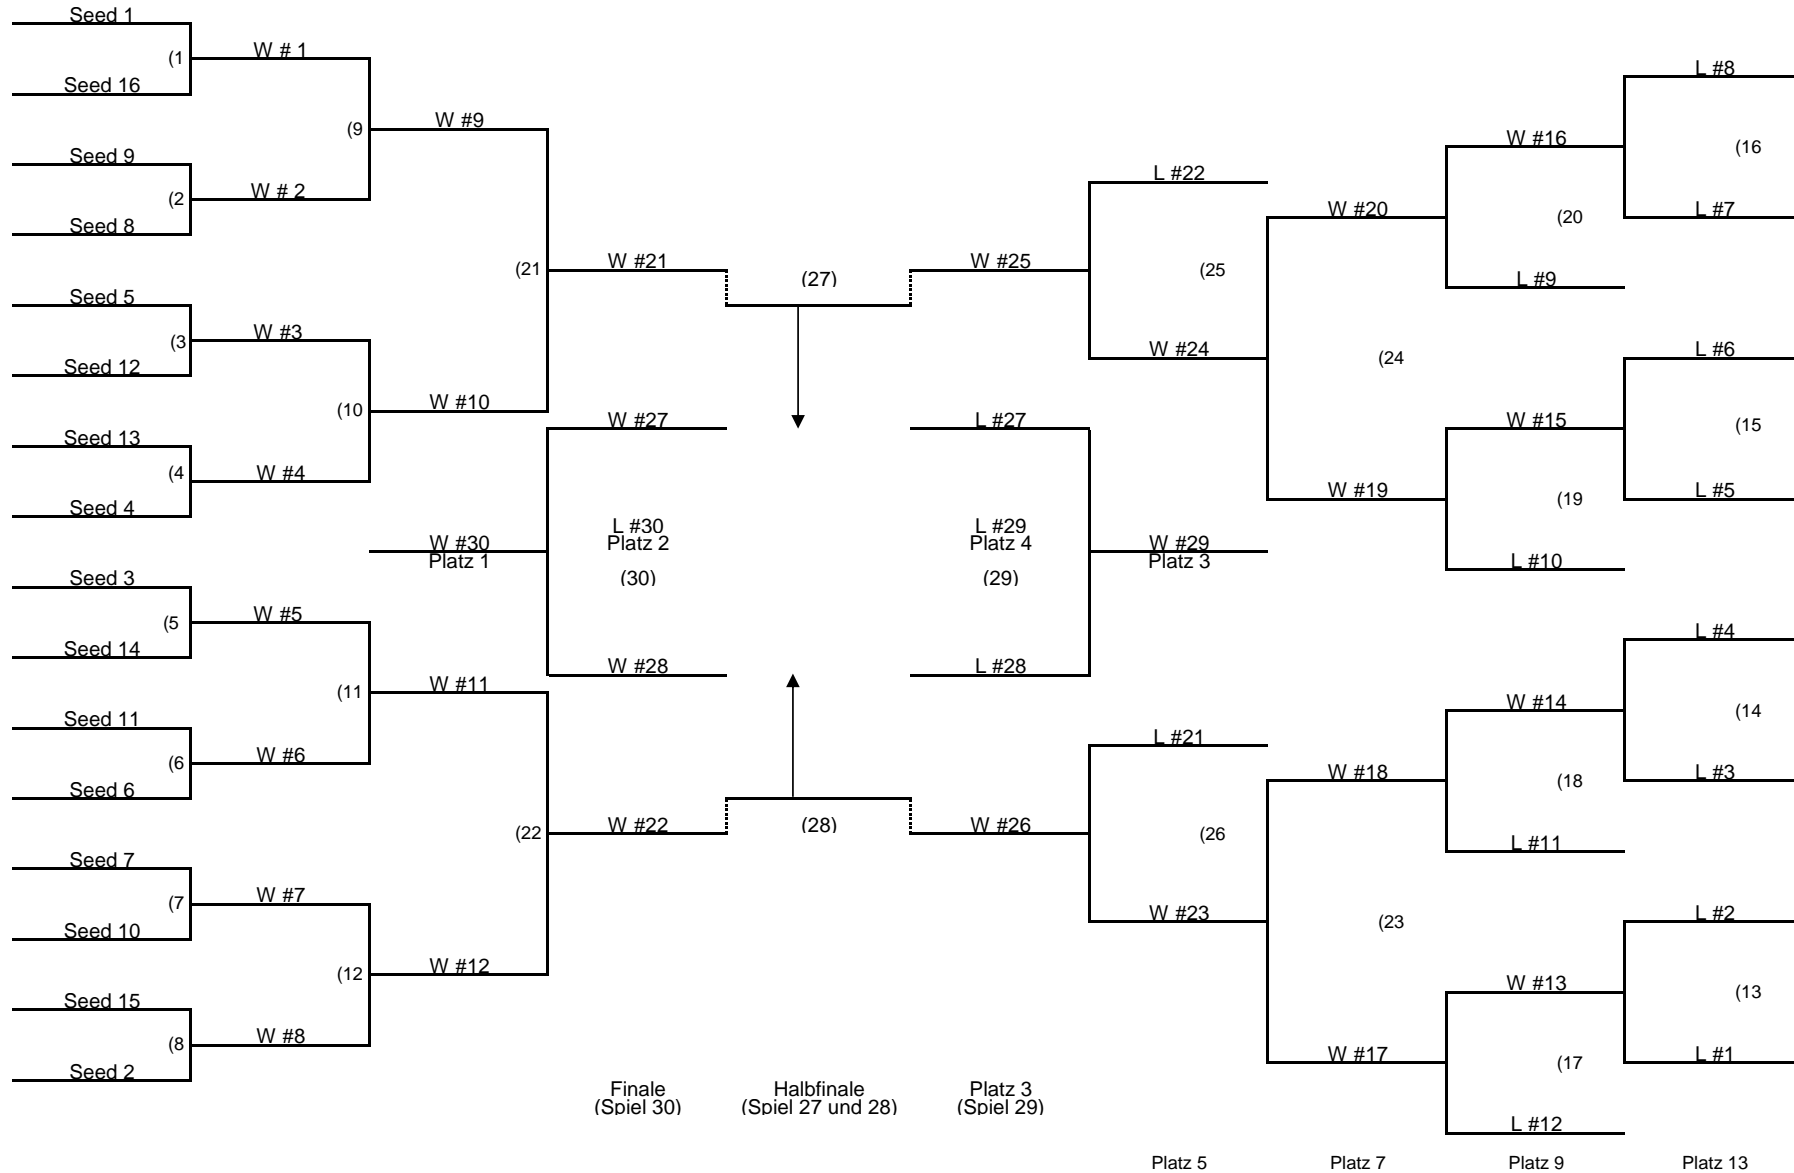 Seed 1
W # 1
(1
Seed 16
L #8
W #9
(9
W #16
(16
Seed 9
L #22
W # 2
(2
Seed 8
W #20
(20
L #7
W #21
(21
(27)
W #25
(25
L #9
Seed 5
W #3
(3
Seed 12
W #24
(24
L #6
W #10
(10
W #27
L #27
W #15
(15
Seed 13
W #4
(4
Seed 4
W #19
(19
L #5
L #30
Platz 2
(30)
L #29
Platz 4
(29)
W #30
Platz 1
W #29
Platz 3
L #10
Seed 3
W #5
(5
Seed 14
L #4
W #28
L #28
W #11
(11
W #14
(14
Seed 11
L #21
W #6
(6
Seed 6
W #18
(18
L #3
W #22
(22
(28)
W #26
(26
L #11
Seed 7
W #7
(7
Seed 10
W #23
(23
L #2
W #12
(12
W #13
(13
Seed 15
W #8
(8
Seed 2
W #17
(17
L #1
Finale
(Spiel 30)
Halbfinale
(Spiel 27 und 28)
Platz 3
(Spiel 29)
L #12
Platz 5
Platz 7
Platz 9
Platz 13